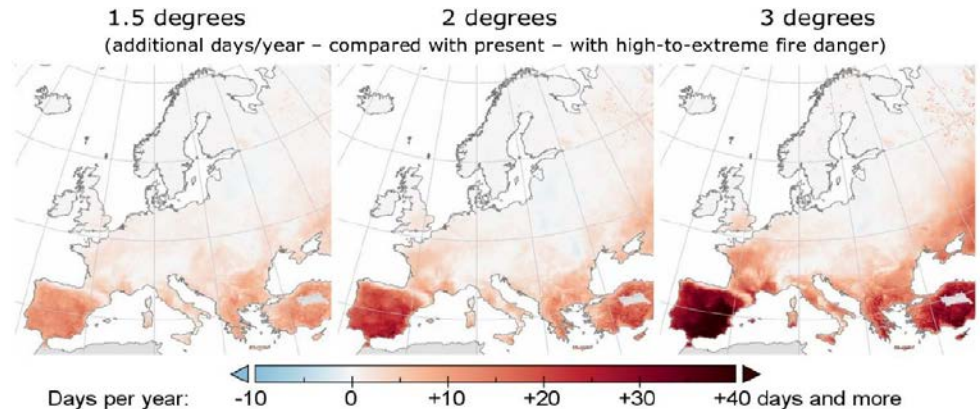 1.5 degrees 2 degrees 3 degrees
(additional days/year – compared with present – with high-to-extreme fire danger)
Days per year: -10 0 +10 +20 +30 +40 days and more